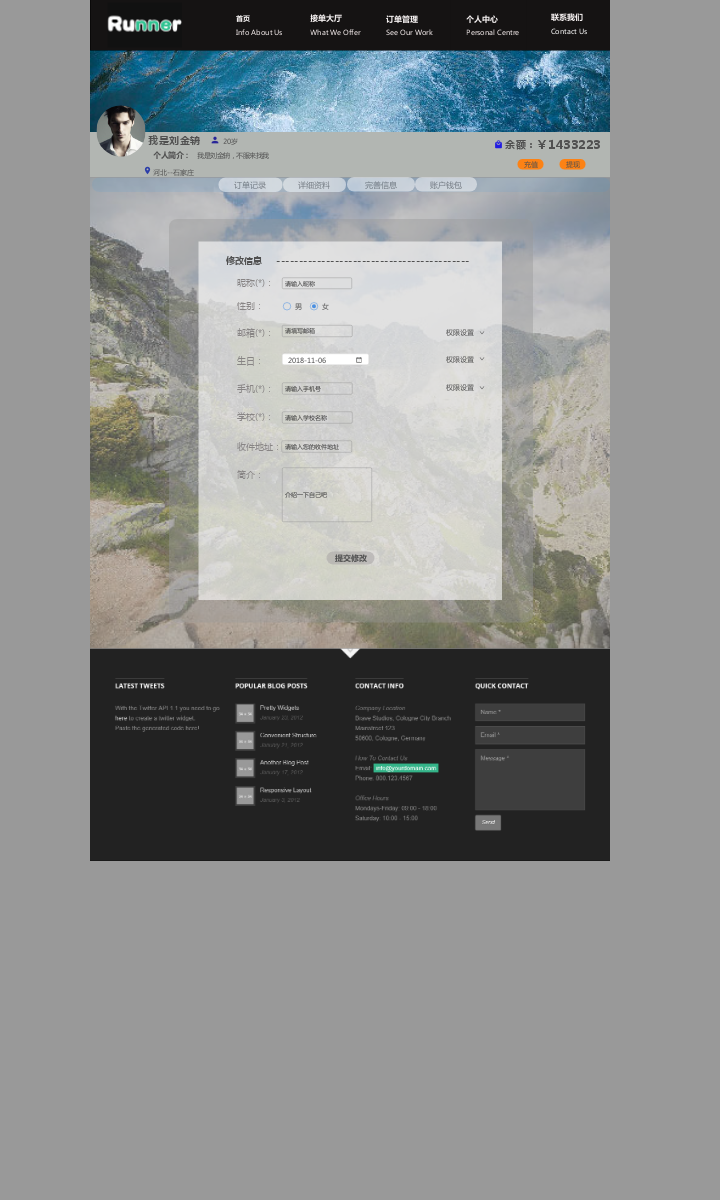 Runner
首页
Info About Us
接单大厅
What We Offer
订单管理
See Our Work
个人中心
Personal Centre
联系我们
Contact Us
我是刘金销 20岁
余额：￥1433223
个人简介： 我是刘金销，不服来找我
充值 提现
河北--石家庄
订单记录 详细资料 完善信息 账户钱包
修改信息 ------------------------------------------
昵称(*)： 请输入昵称
性别： 男 女
邮箱(*)： 请填写邮箱 权限设置
生日： 2018-11-06 权限设置
手机(*)： 请输入手机号 权限设置
学校(*)： 请输入学校名称
收件地址： 请输入您的收件地址
简介：
介绍一下自己吧
提交修改
LATEST TWEETS
With the Twitter API 1.1 you need to go
here to create a twitter widget.
Paste the generated code here!
POPULAR BLOG POSTS
Pretty Widgets
January 23, 2012
Convenient Structure
January 21, 2012
Another Blog Post
January 17, 2012
Responsive Layout
January 3, 2012
CONTACT INFO
Company Location
Brave Studios, Cologne City Branch
Mainstreet 123
50600, Cologne, Germany
How To Contact Us
Email: info@yourdomain.com
Phone: 800.123.4567
Office Hours
Mondays-Friday: 00:00 - 18:00
Saturday: 10:00 - 15:00
QUICK CONTACT
Name *
Email *
Message *
Send